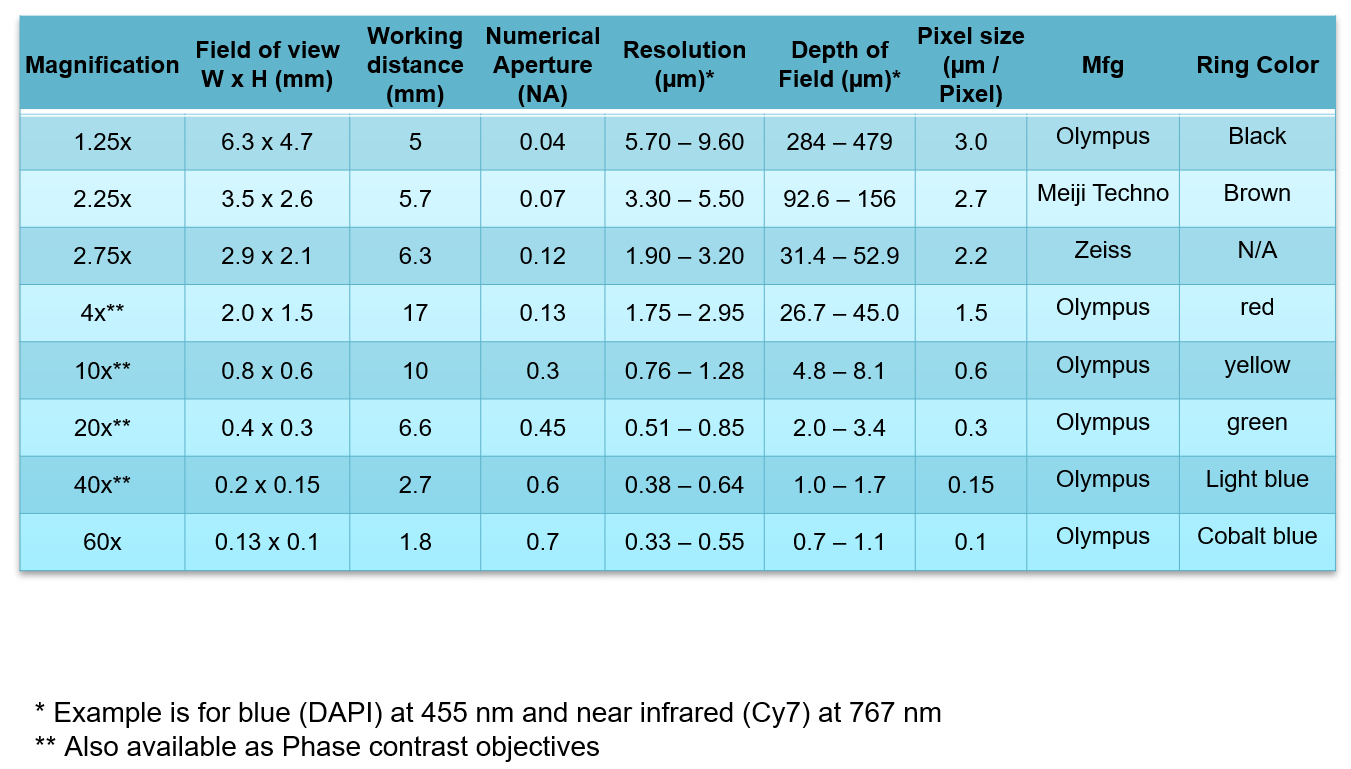 Magnification Field of view W x H (mm) Working distance (mm) Numerical Aperture (NA) Resolution (µm)* Depth of Field (µm)* Pixel size (µm / Pixel) Mfg Ring Color
1.25x 6.3 x 4.7 5 0.04 5.70 – 9.60 284 – 479 3.0 Olympus Black
2.25x 3.5 x 2.6 5.7 0.07 3.30 – 5.50 92.6 – 156 2.7 Meiji Techno Brown
2.75x 2.9 x 2.1 6.3 0.12 1.90 – 3.20 31.4 – 52.9 2.2 Zeiss N/A
4x** 2.0 x 1.5 17 0.13 1.75 – 2.95 26.7 – 45.0 1.5 Olympus red
10x** 0.8 x 0.6 10 0.3 0.76 – 1.28 4.8 – 8.1 0.6 Olympus yellow
20x** 0.4 x 0.3 6.6 0.45 0.51 – 0.85 2.0 – 3.4 0.3 Olympus green
40x** 0.2 x 0.15 2.7 0.6 0.38 – 0.64 1.0 – 1.7 0.15 Olympus Light blue
60x 0.13 x 0.1 1.8 0.7 0.33 – 0.55 0.7 – 1.1 0.1 Olympus Cobalt blue
* Example is for blue (DAPI) at 455 nm and near infrared (Cy7) at 767 nm
** Also available as Phase contrast objectives